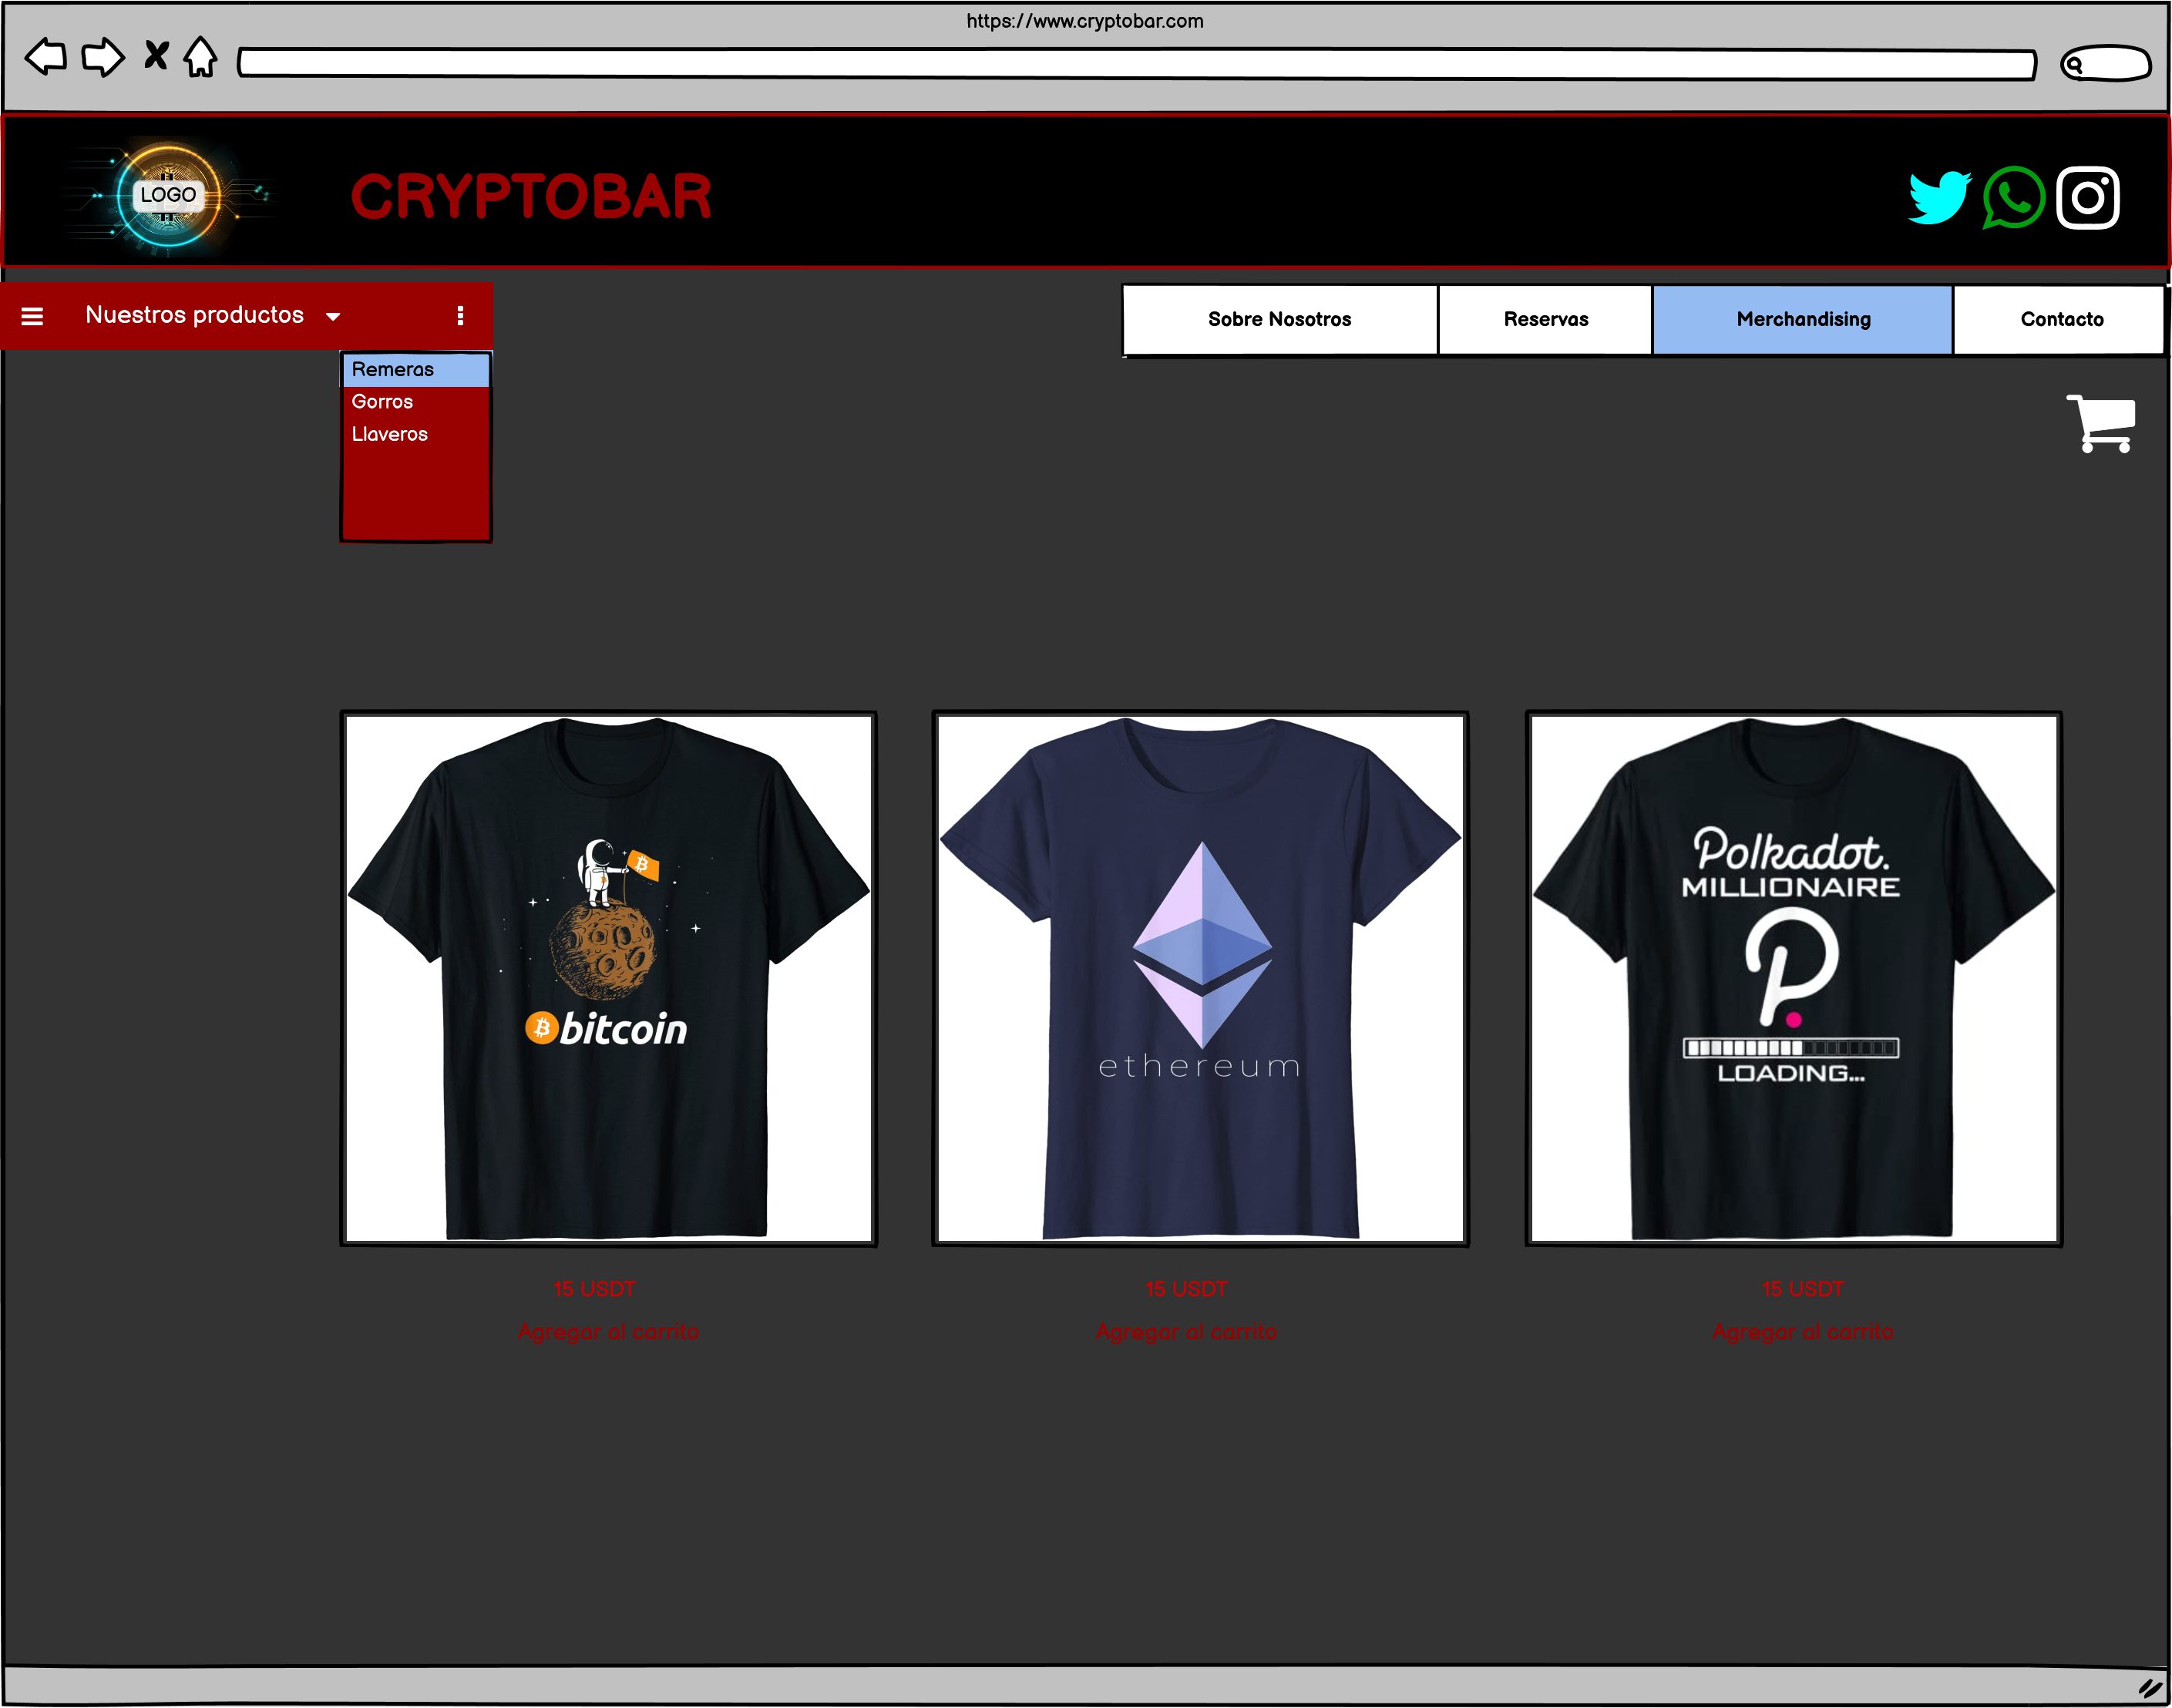 https://www.cryptobar.com
LOGO
CRYPTOBAR
Nuestros productos
Sobre Nosotros
Reservas
Merchandising
Contacto
Remeras
Gorros
Llaveros
bitcoin
ethereum
Polkadot.
MILLIONAIRE
LOADING...
15 USDT
15 USDT
15 USDT
Agregar al carrito
Agregar al carrito
Agregar al carrito